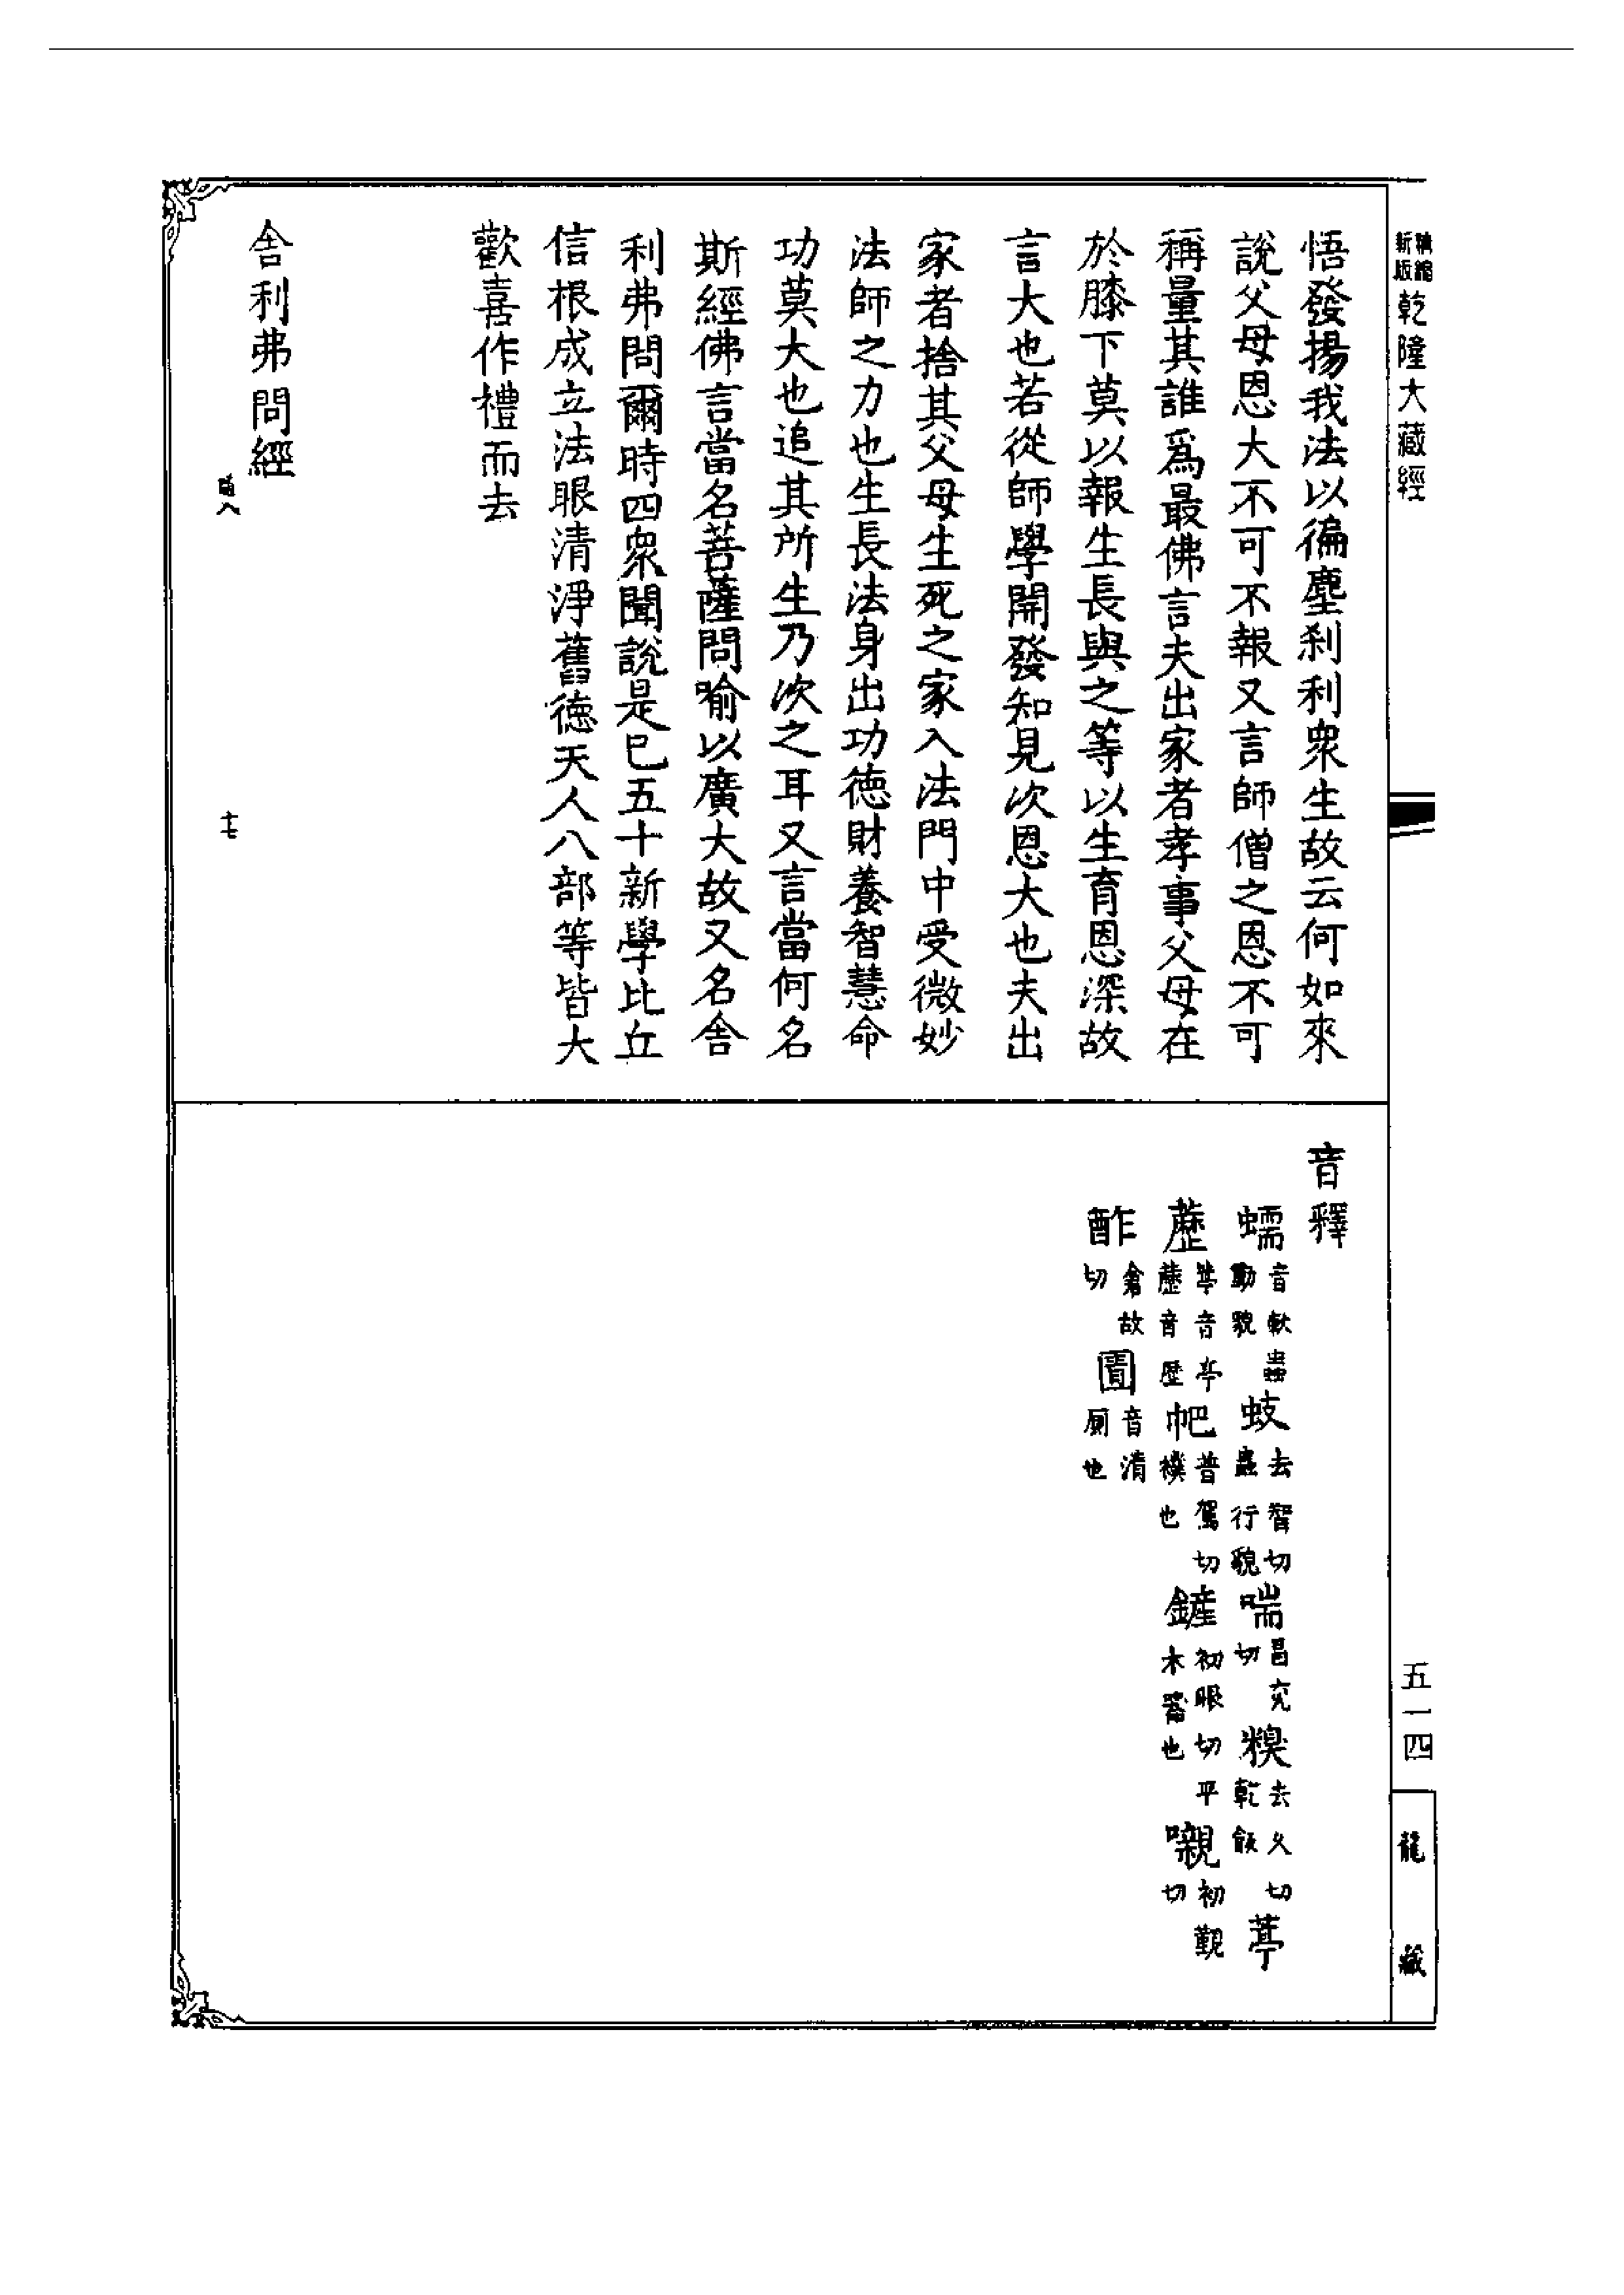 精縮新版 乾隆大藏經
五一四
龍藏
悟發揚我法以徧塵刹利衆生故云何如來
說父母恩大不可不報又言師僧之恩不可
稱量其誰爲最佛言夫出家者孝事父母在
於膝下莫以報生長與之等以生育恩深故
言大也若從師學開發知見次恩大也夫出
家者捨其父母生死之家入法門中受微妙
法師之力也生長法身出功德財養智慧命
功莫大也追其所生乃次之耳又言當何名
斯經佛言當名菩薩問喻以廣大故又名舍
利弗問爾時四衆聞說是已五十新學比丘
信根成立法眼清淨舊德天人八部等皆大
歡喜作禮而去
舍利弗問經
十七
音釋
蠕音軟蟲動貌 蚑去智切蟲行貌 喘昌兖切 糗去久切乾飯 葶
藶葶音亭藶音歷 帊普駕切襆也 鏟初眼切平木器也 嚫初覲切
酢倉故切 圊音清厠也